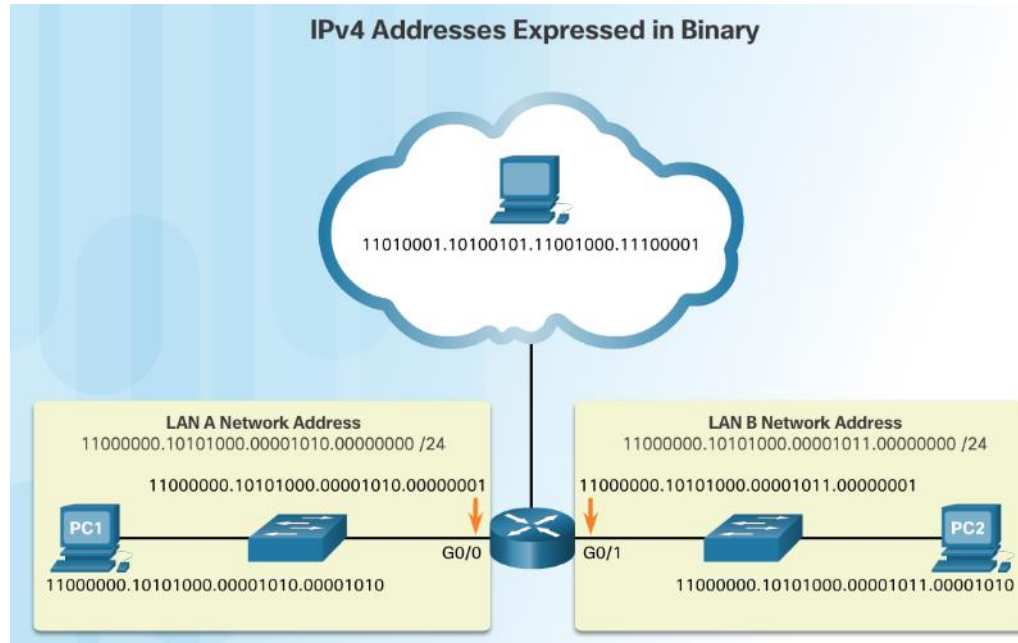 IPv4 Addresses Expressed in Binary
11010001.10100101.11001000.11100001
LAN A Network Address
11000000.10101000.00001010.00000000 /24
11000000.10101000.00001010.00000001
PC1
G0/0
11000000.10101000.00001010.00001010
LAN B Network Address
11000000.10101000.00001011.00000000 /24
11000000.10101000.00001011.00000001
G0/1
PC2
11000000.10101000.00001011.00001010